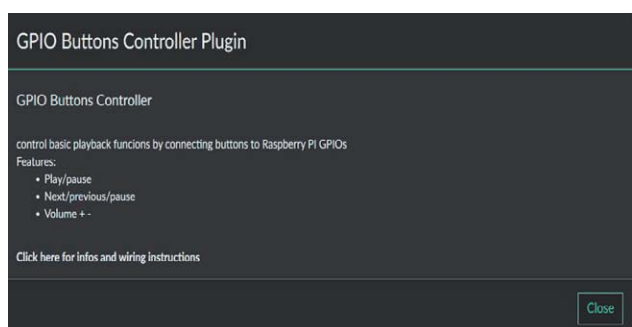 GPIO Buttons Controller Plugin
GPIO Buttons Controller
control basic playback funcions by connecting buttons to Raspberry PI GPIOs
Features:
• Play/pause
• Next/previous/pause
• Volume + -
Click here for infos and wiring instructions
Close